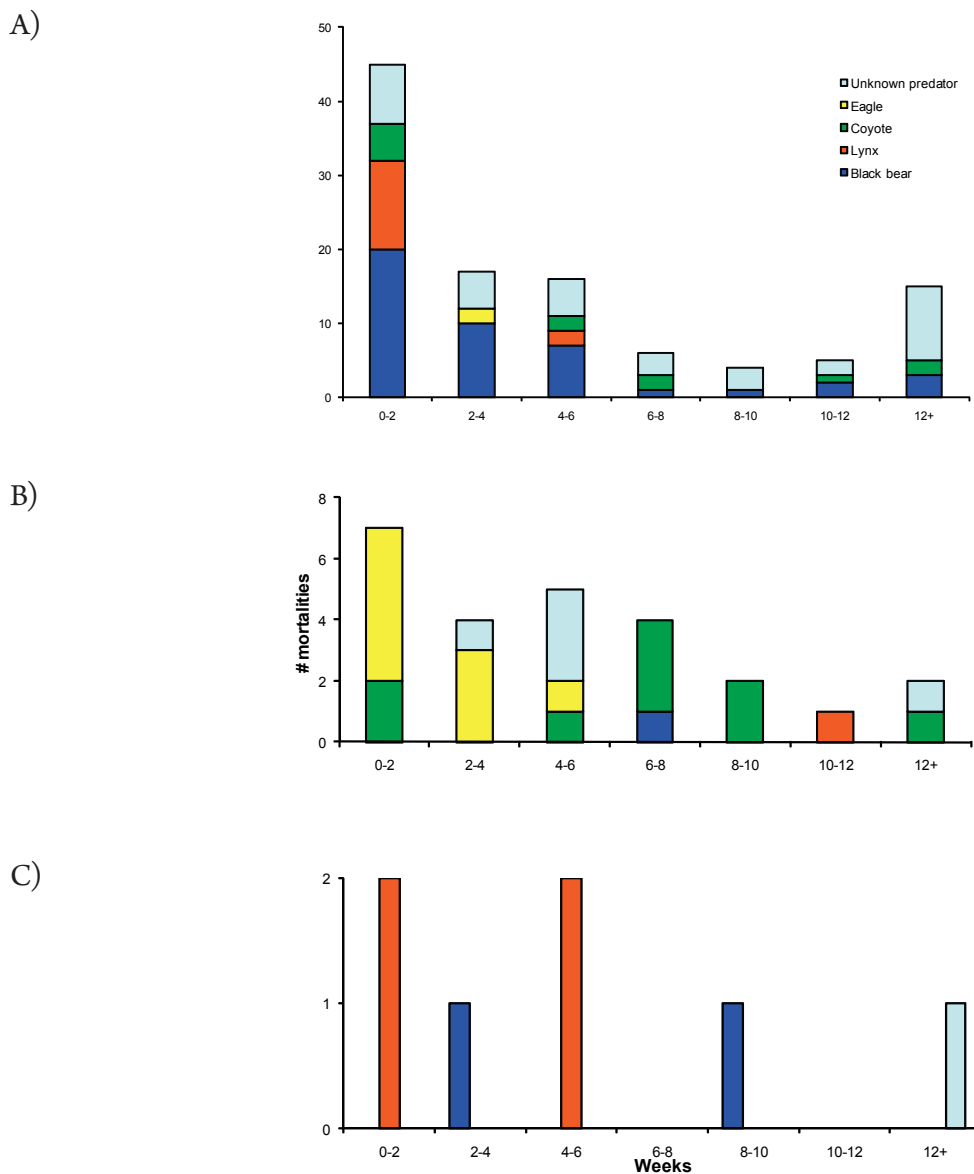 A)
50
40
30
20
10
0
Unknown predator
Eagle
Coyote
Lynx
Black bear
0-2 2-4 4-6 6-8 8-10 10-12 12+
B)
# mortalities
8
6
4
2
0
0-2 2-4 4-6 6-8 8-10 10-12 12+
C)
2
1
0
0-2 2-4 4-6 6-8 8-10 10-12 12+
Weeks